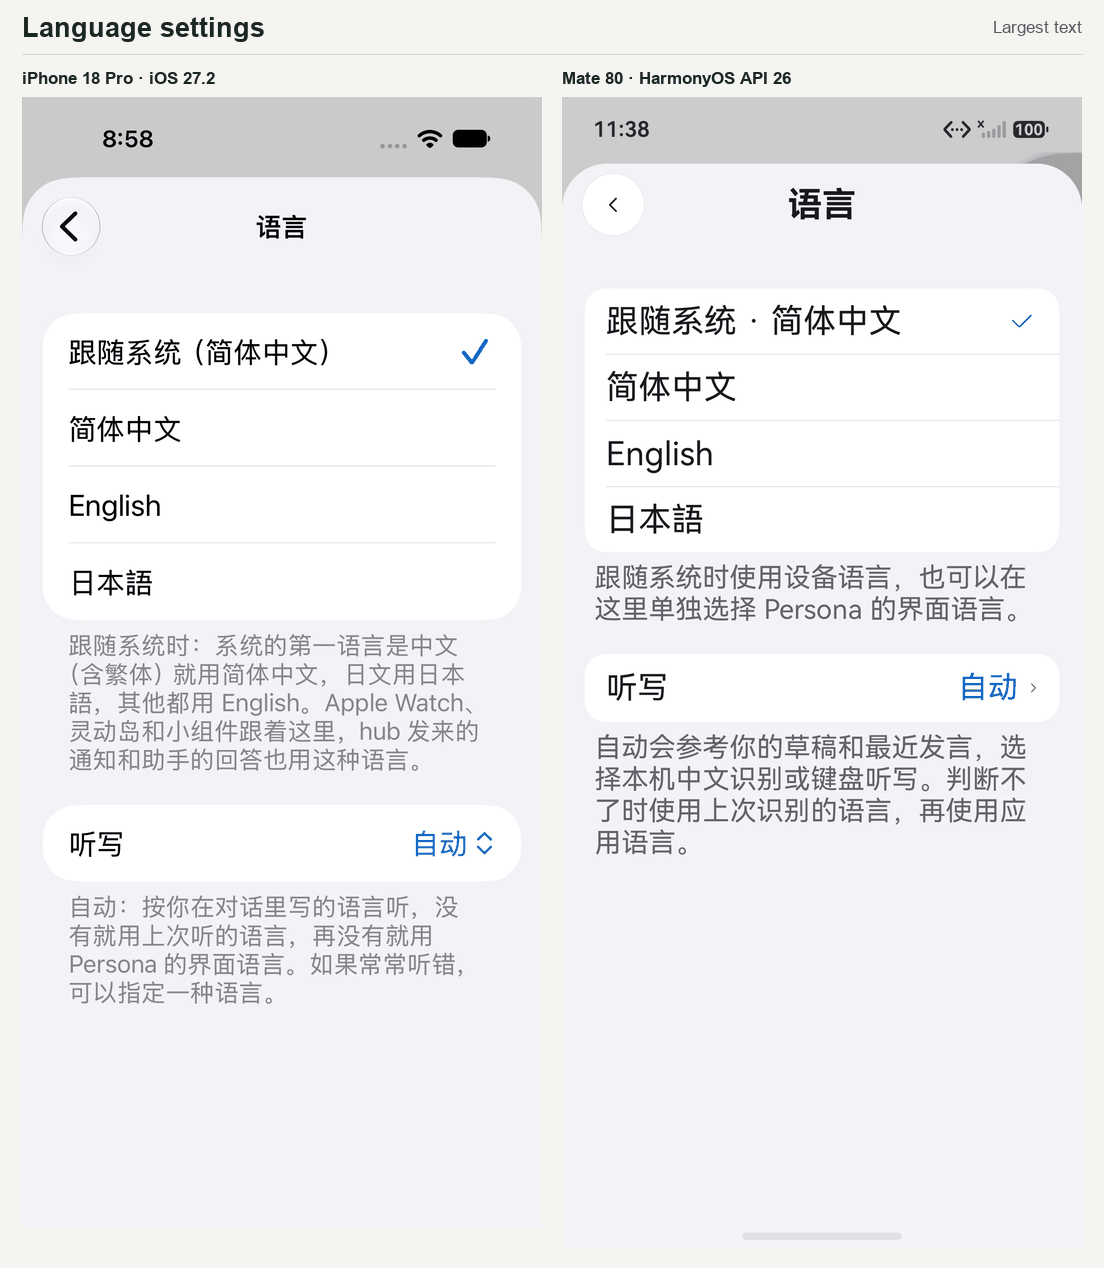 Language settings
Largest text
iPhone 18 Pro · iOS 27.2
8:58
语言
跟随系统（简体中文）
简体中文
English
日本語
跟随系统时：系统的第一语言是中文
（含繁体）就用简体中文，日文用日本
語，其他都用 English。Apple Watch、
灵动岛和小组件跟着这里，hub 发来的
通知和助手的回答也用这种语言。
听写
自动
自动：按你在对话里写的语言听，没
有就用上次听的语言，再没有就用
Persona 的界面语言。如果常常听错，
可以指定一种语言。
Mate 80 · HarmonyOS API 26
11:38
100
语言
跟随系统 · 简体中文
简体中文
English
日本語
跟随系统时使用设备语言，也可以在
这里单独选择 Persona 的界面语言。
听写
自动
自动会参考你的草稿和最近发言，选
择本机中文识别或键盘听写。判断不
了时使用上次识别的语言，再使用应
用语言。